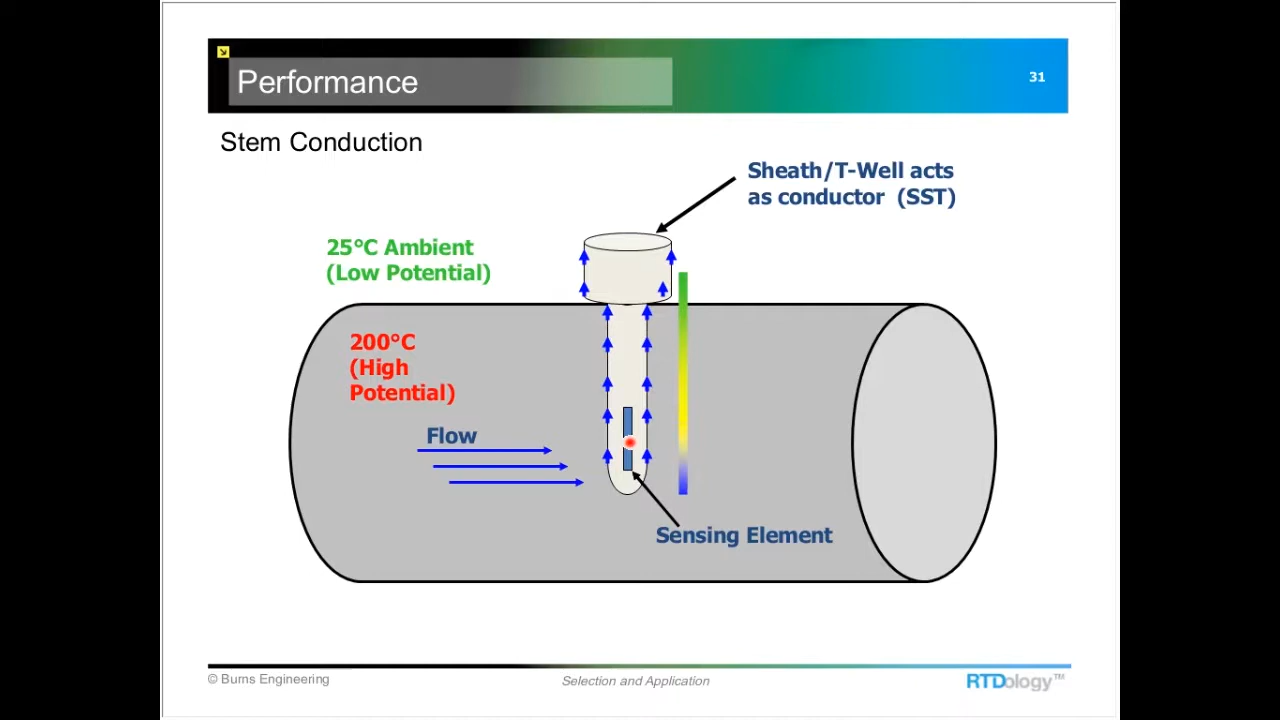 Performance
31
Stem Conduction
Sheath/T-Well acts
as conductor (SST)
25°C Ambient
(Low Potential)
200°C
(High
Potential)
Flow
Sensing Element
© Burns Engineering
Selection and Application
RTDology™